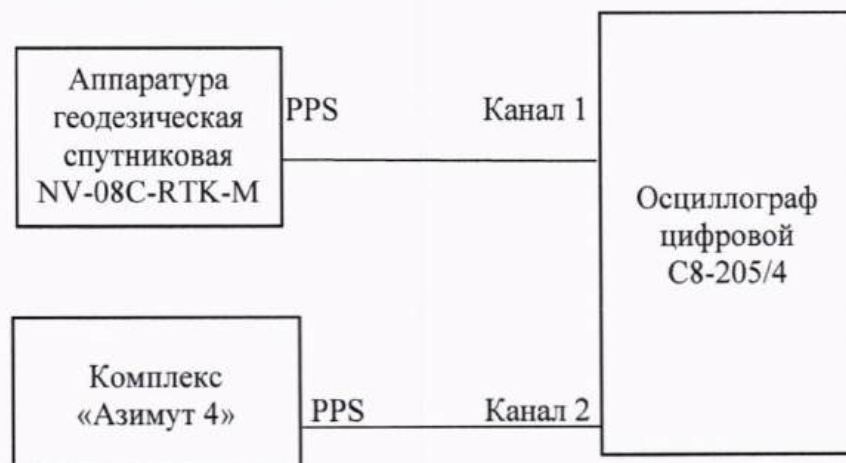 Аппаратура
геодезическая
спутниковая
NV-08C-RTK-M
PPS
Канал 1
Осциллограф
цифровой
С8-205/4
Комплекс
«Азимут 4»
PPS
Канал 2